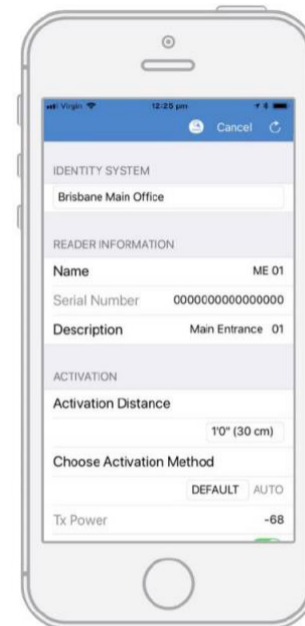 Virgin 12:25 pm
Cancel
IDENTITY SYSTEM
Brisbane Main Office
READER INFORMATION
Name ME 01
Serial Number 0000000000000000
Description Main Entrance 01
ACTIVATION
Activation Distance
1'0" (30 cm)
Choose Activation Method
DEFAULT AUTO
Tx Power -68